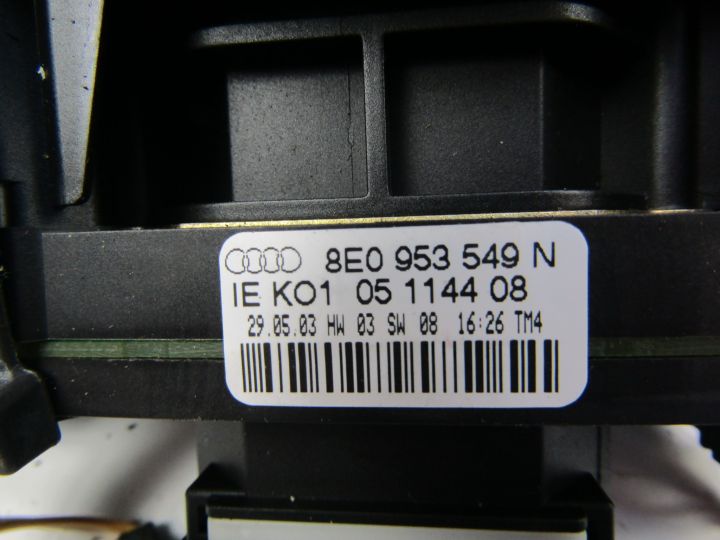 8E0 953 549 N
IE KO1 05 1144 08
29.05.03 HW 03 SW 08 16:26 TM4